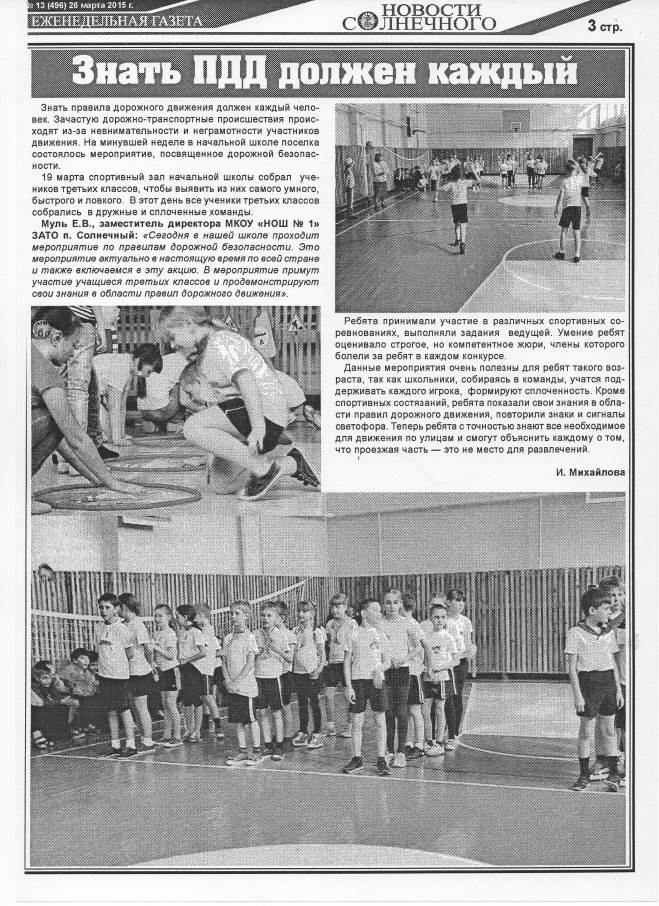 № 13 (496) 26 марта 2015 г.
ЕЖЕНЕДЕЛЬНАЯ ГАЗЕТА
НОВОСТИ
СОЛНЕЧНОГО
3 стр.
Знать ПДД должен каждый
Знать правила дорожного движения должен каждый чело-
век. Зачастую дорожно-транспортные происшествия проис-
ходят из-за невнимательности и неграмотности участников
движения. На минувшей неделе в начальной школе поселка
состоялось мероприятие, посвященное дорожной безопас-
ности.
19 марта спортивный зал начальной школы собрал уче-
ников третьих классов, чтобы выявить из них самого умного,
быстрого и ловкого. В этот день все ученики третьих классов
собрались в дружные и сплоченные команды.
Муль Е.В., заместитель директора МКОУ «НОШ № 1»
ЗАТО п. Солнечный: «Сегодня в нашей школе проходит
мероприятие по правилам дорожной безопасности. Это
мероприятие актуально в настоящую время по всей стране
и также включаемся в эту акцию. В мероприятие примут
участие учащиеся третьих классов и продемонстрируют
свои знания в области правил дорожного движения».
Ребята принимали участие в различных спортивных со-
ревнованиях, выполняли задания ведущей. Умение ребят
оценивало строгое, но компетентное жюри, члены которого
болели за ребят в каждом конкурсе.
Данные мероприятия очень полезны для ребят такого воз-
раста, так как школьники, собираясь в команды, учатся под-
держивать каждого игрока, формируют сплоченность. Кроме
спортивных состязаний, ребята показали свои знания в обла-
сти правил дорожного движения, повторили знаки и сигналы
светофора. Теперь ребята с точностью знают все необходимое
для движения по улицам и смогут объяснить каждому о том,
что проезжая часть — это не место для развлечений.
И. Михайлова